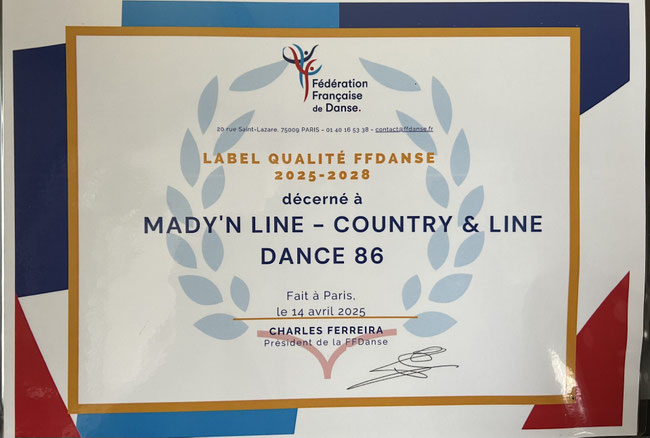 Fédération
Française
de Danse.
20 rue Saint-Lazare, 75009 PARIS - 01 40 16 53 38 - contact@ffdanse.fr
LABEL QUALITÉ FFDANSE
2025-2028
décerné à
MADY'N LINE - COUNTRY & LINE
DANCE 86
Fait à Paris,
le 14 avril 2025
CHARLES FERREIRA
Président de la FFDanse